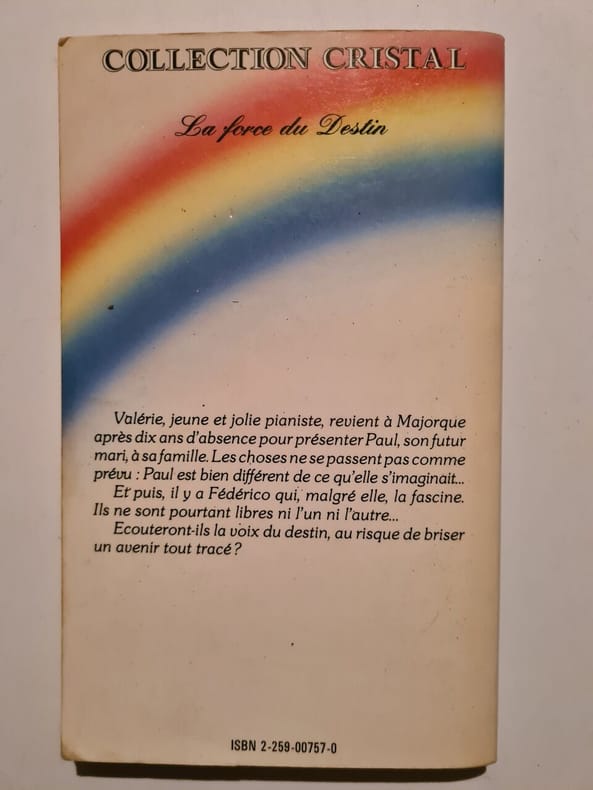 COLLECTION CRISTAL
La force du Destin
Valérie, jeune et jolie pianiste, revient à Majorque
après dix ans d'absence pour présenter Paul, son futur
mari, à sa famille. Les choses ne se passent pas comme
prévu : Paul est bien différent de ce qu'elle s'imaginait...
Et puis, il y a Fédérico qui, malgré elle, la fascine.
Ils ne sont pourtant libres ni l'un ni l'autre...
Ecouteront-ils la voix du destin, au risque de briser
un avenir tout tracé ?
ISBN 2-259-00757-0